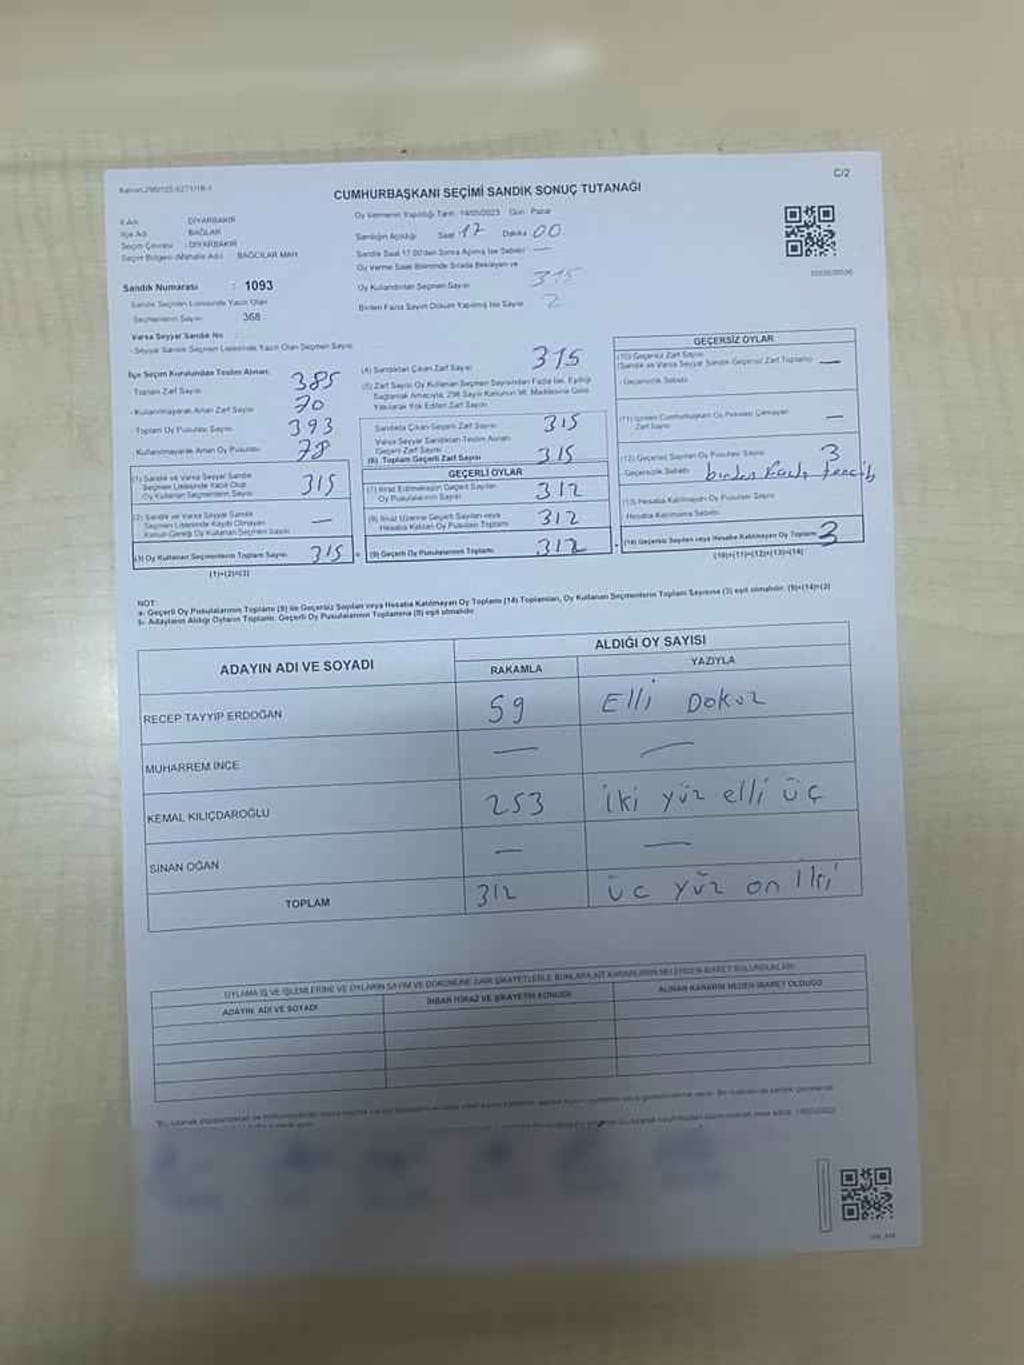 C/2
CUMHURBAŞKANI SEÇİMİ SANDIK SONUÇ TUTANAĞI
İl Adı : DİYARBAKIR
İlçe Adı : BAĞLAR
Seçim Çevresi : DİYARBAKIR
Seçim Bölgesi (Mahalle Adı) : BAĞCILAR MAH
Sandık Numarası : 1093
Sandık Seçmen Listesinde Yazılı Olan
Seçmenlerin Sayısı : 368
Varsa Seyyar Sandık No :
- Seyyar Sandık Seçmen Listesinde Yazılı Olan Seçmen Sayısı
Oy Vermenin Yapıldığı Tarih : 14/05/2023 Gün : Pazar
Sandığın Açıldığı Saat 17 Dakika 00
Sandık Saat 17.00'den Sonra Açılmış İse Sebebi —
Oy Verme Saati Bitiminde Sırada Bekleyen ve
Oy Kullandırılan Seçmen Sayısı 315
Birden Fazla Sayım Döküm Yapılmış İse Sayısı 2
İlçe Seçim Kurulundan Teslim Alınan;
- Toplam Zarf Sayısı 385
- Kullanılmayarak Artan Zarf Sayısı 70
- Toplam Oy Pusulası Sayısı 393
- Kullanılmayarak Artan Oy Pusulası 78
(1) Sandık ve Varsa Seyyar Sandık
Seçmen Listesinde Yazılı Olup
Oy Kullanan Seçmenlerin Sayısı 315
(2) Sandık ve Varsa Seyyar Sandık
Seçmen Listesinde Kayıtlı Olmayan
Kanun Gereği Oy Kullanan Seçmen Sayısı —
(3) Oy Kullanan Seçmenlerin Toplam Sayısı 315
(1)+(2)=(3)
(4) Sandıktan Çıkan Zarf Sayısı 315
(5) Zarf Sayısı Oy Kullanan Seçmen Sayısından Fazla İse, Eşitliği
Sağlamak Amacıyla, 298 Sayılı Kanunun 98. Maddesine Göre
Yakılarak Yok Edilen Zarf Sayısı
Sandıkta Çıkan Geçerli Zarf Sayısı 315
Varsa Seyyar Sandıktan Teslim Alınan
Geçerli Zarf Sayısı
(6) Toplam Geçerli Zarf Sayısı 315
GEÇERLİ OYLAR
(7) İtiraz Edilmeksizin Geçerli Sayılan
Oy Pusulalarının Sayısı 312
(8) İtiraz Üzerine Geçerli Sayılan veya
Hesaba Katılan Oy Pusulası Toplamı 312
(9) Geçerli Oy Pusulalarının Toplamı 312
GEÇERSİZ OYLAR
(10) Geçersiz Zarf Sayısı
(Sandık ve Varsa Seyyar Sandık Geçersiz Zarf Toplamı) —
- Geçersizlik Sebebi
(11) İçinden Cumhurbaşkanı Oy Pusulası Çıkmayan
Zarf Sayısı —
(12) Geçersiz Sayılan Oy Pusulası Sayısı 3
Geçersizlik Sebebi birden fazla tercih
(13) Hesaba Katılmayan Oy Pusulası Sayısı
Hesaba Katılmama Sebebi
(14) Geçersiz Sayılan veya Hesaba Katılmayan Oy Toplamı 3
(10)+(11)+(12)+(13)=(14)
NOT:
a- Geçerli Oy Pusulalarının Toplamı (9) ile Geçersiz Sayılan veya Hesaba Katılmayan Oy Toplamı (14) Toplamları, Oy Kullanan Seçmenlerin Toplam Sayısına (3) eşit olmalıdır. (9)+(14)=(3)
b- Adayların Aldığı Oyların Toplamı, Geçerli Oy Pusulalarının Toplamına (9) eşit olmalıdır.
ADAYIN ADI VE SOYADI
ALDIĞI OY SAYISI
RAKAMLA YAZIYLA
RECEP TAYYİP ERDOĞAN 59 Elli Dokuz
MUHARREM İNCE — —
KEMAL KILIÇDAROĞLU 253 iki yüz elli üç
SİNAN OĞAN — —
TOPLAM 312 üc yüz on iki
OYLAMA İŞ VE İŞLEMLERİNE VE OYLARIN SAYIM VE DÖKÜMÜNE DAİR ŞİKAYETLERLE BUNLARA AİT KARARLARIN NELERDEN İBARET BULUNDUKLARI
ADAYIN ADI VE SOYADI
İHBAR İTİRAZ VE ŞİKAYETİN KONUSU
ALINAN KARARIN NEDEN İBARET OLDUĞU